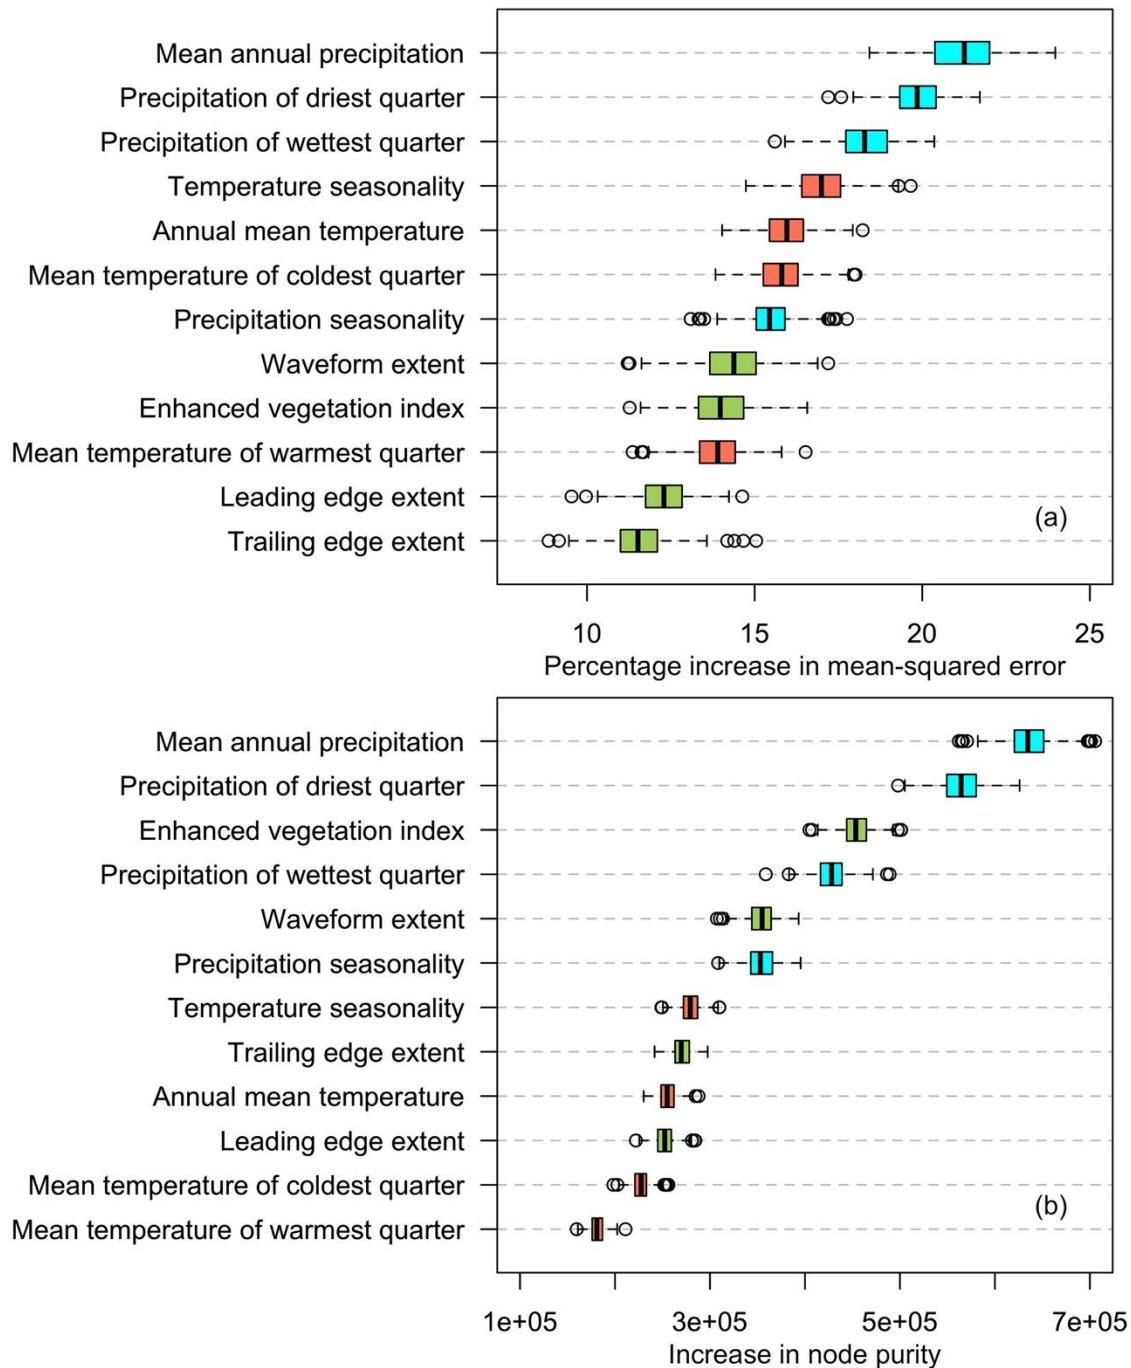 Mean annual precipitation
Precipitation of driest quarter
Precipitation of wettest quarter
Temperature seasonality
Annual mean temperature
Mean temperature of coldest quarter
Precipitation seasonality
Waveform extent
Enhanced vegetation index
Mean temperature of warmest quarter
Leading edge extent
(a)
Trailing edge extent
10 15 20 25
Percentage increase in mean-squared error
Mean annual precipitation
Precipitation of driest quarter
Enhanced vegetation index
Precipitation of wettest quarter
Waveform extent
Precipitation seasonality
Temperature seasonality
Trailing edge extent
Annual mean temperature
Leading edge extent
Mean temperature of coldest quarter
(b)
Mean temperature of warmest quarter
1e+05 3e+05 5e+05 7e+05
Increase in node purity